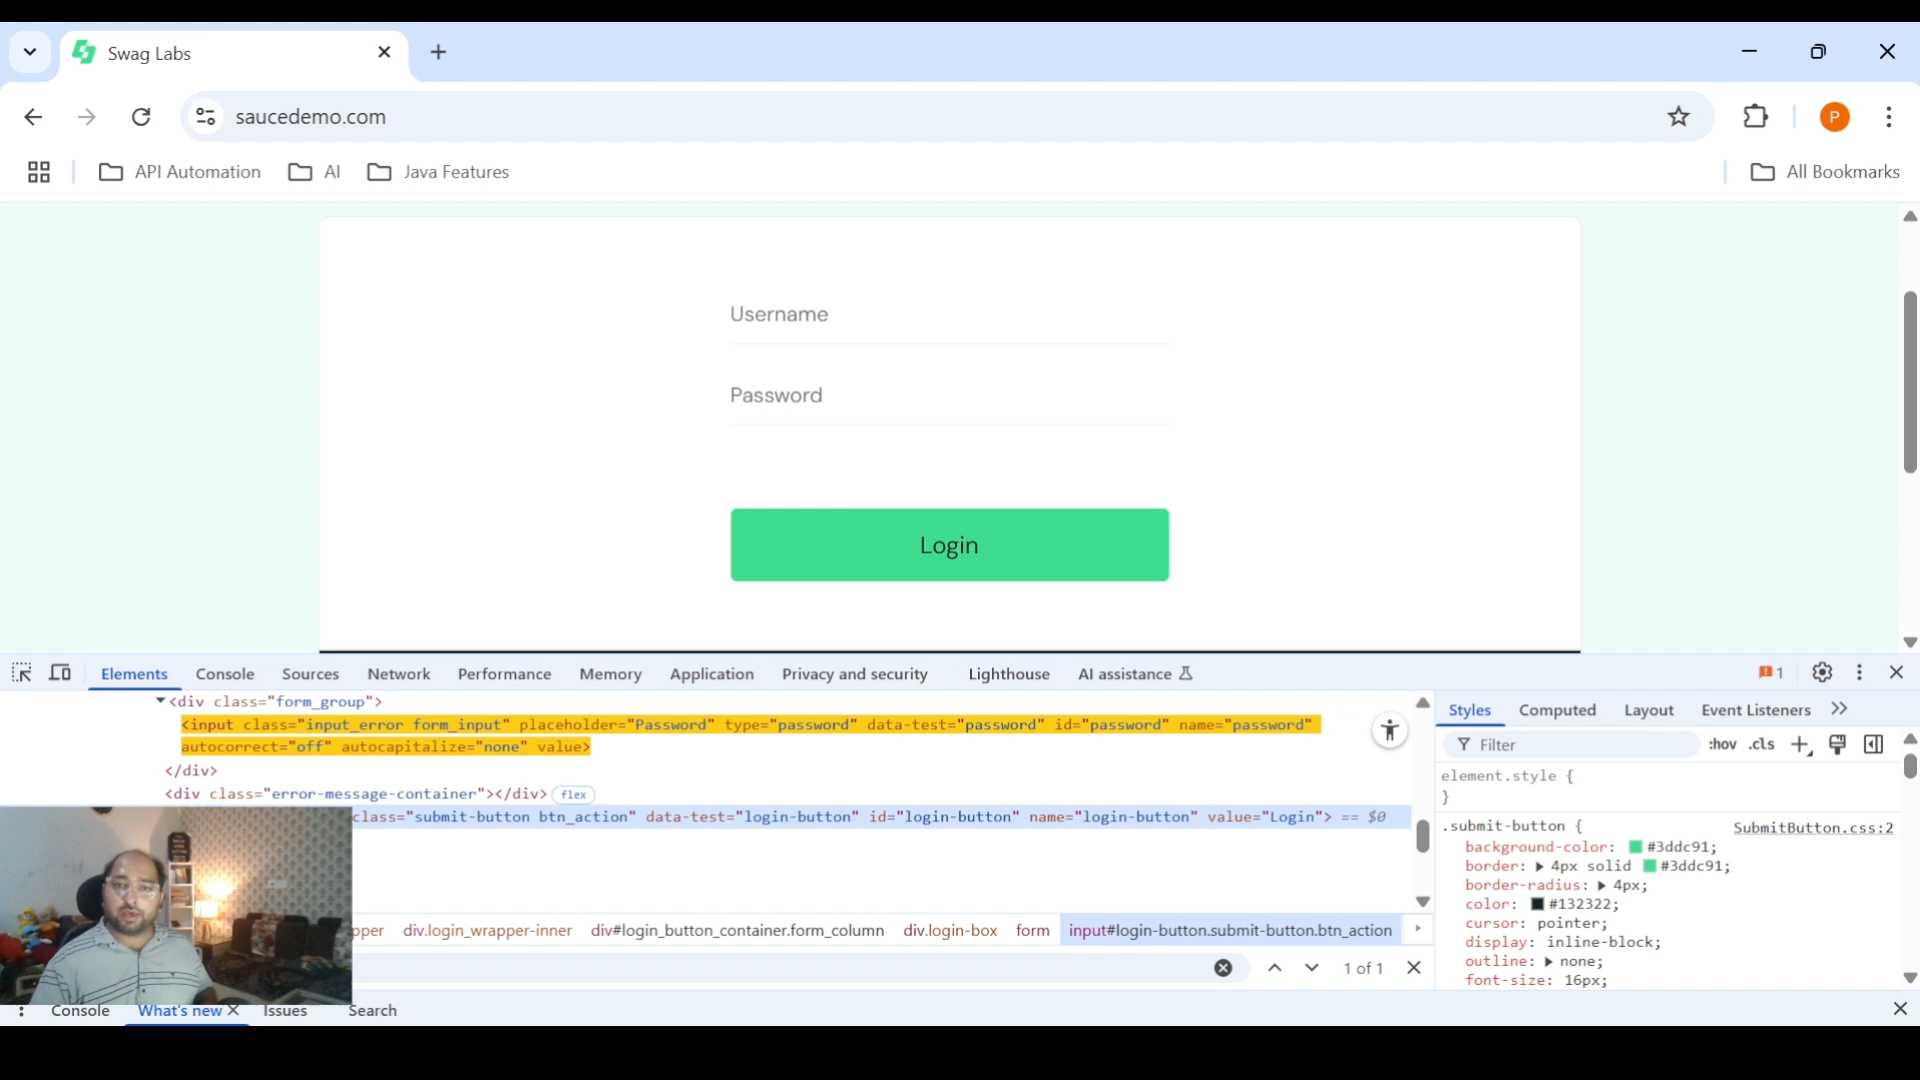 Swag Labs
saucedemo.com
P
API Automation
AI
Java Features
All Bookmarks
Username
Password
Login
Elements
Console
Sources
Network
Performance
Memory
Application
Privacy and security
Lighthouse
AI assistance
1
<div class="form_group">
<input class="input_error form_input" placeholder="Password" type="password" data-test="password" id="password" name="password"
autocorrect="off" autocapitalize="none" value>
</div>
<div class="error-message-container"></div> flex
class="submit-button btn_action" data-test="login-button" id="login-button" name="login-button" value="Login"> == $0
pper div.login_wrapper-inner div#login_button_container.form_column div.login-box form input#login-button.submit-button.btn_action
1 of 1
Styles
Computed
Layout
Event Listeners
Filter
:hov .cls
element.style {
}
.submit-button { SubmitButton.css:2
background-color: #3ddc91;
border: 4px solid #3ddc91;
border-radius: 4px;
color: #132322;
cursor: pointer;
display: inline-block;
outline: none;
font-size: 16px;
Console
What's new
Issues
Search